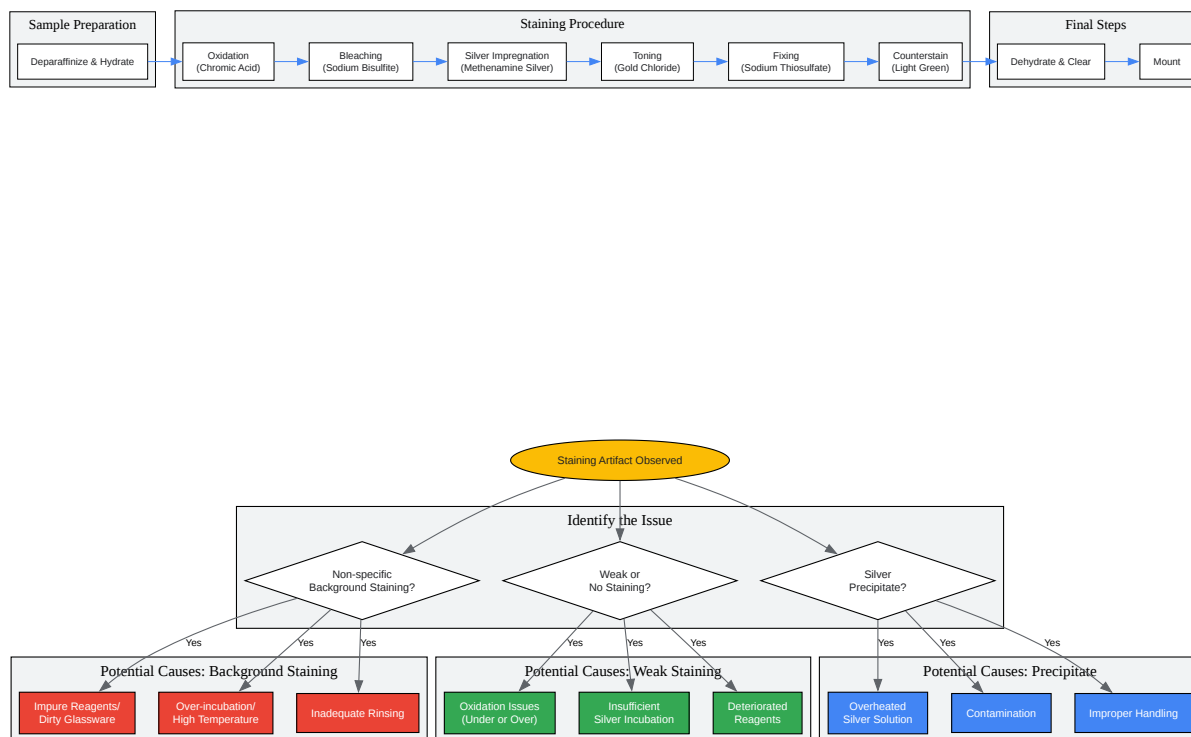 Sample Preparation
Staining Procedure
Final Steps
Deparaffinize & Hydrate
Oxidation
(Chromic Acid)
Bleaching
(Sodium Bisulfite)
Silver Impregnation
(Methenamine Silver)
Toning
(Gold Chloride)
Fixing
(Sodium Thiosulfate)
Counterstain
(Light Green)
Dehydrate & Clear
Mount
Staining Artifact Observed
Identify the Issue
Non-specific
Background Staining?
Weak or
No Staining?
Silver
Precipitate?
Yes
Yes
Yes
Yes
Yes
Yes
Yes
Yes
Yes
Potential Causes: Background Staining
Potential Causes: Weak Staining
Potential Causes: Precipitate
Impure Reagents/
Dirty Glassware
Over-incubation/
High Temperature
Inadequate Rinsing
Oxidation Issues
(Under or Over)
Insufficient
Silver Incubation
Deteriorated
Reagents
Overheated
Silver Solution
Contamination
Improper Handling